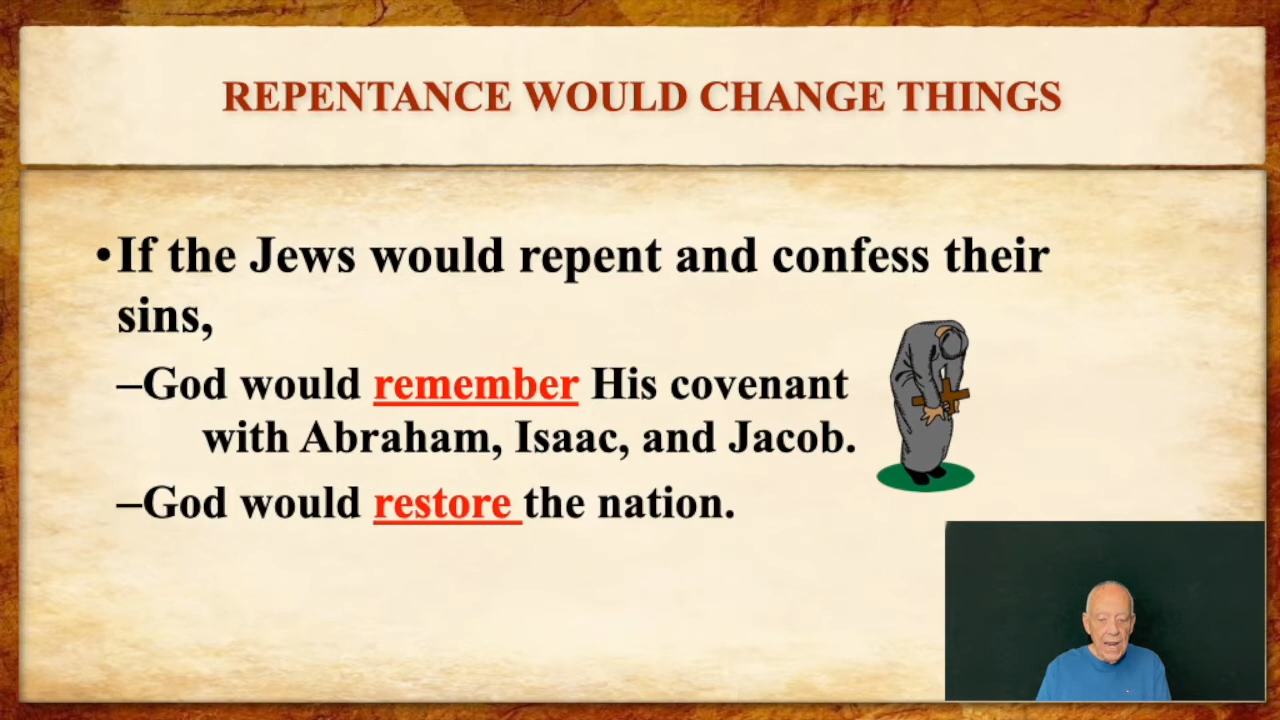 REPENTANCE WOULD CHANGE THINGS
•If the Jews would repent and confess their
sins,
–God would remember His covenant
with Abraham, Isaac, and Jacob.
–God would restore the nation.